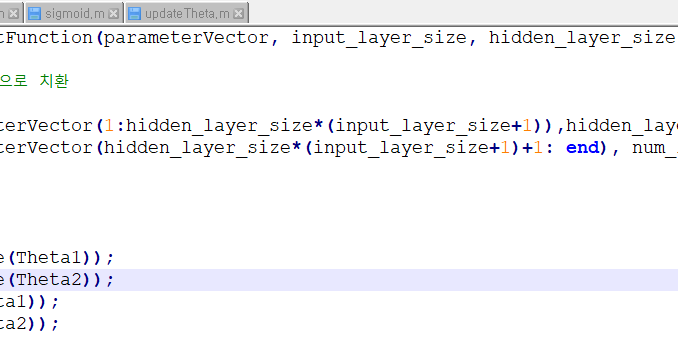 sigmoid,m updateTheta,m
tFunction(parameterVector, input_layer_size, hidden_layer_size
으로 치환
terVector(1:hidden_layer_size*(input_layer_size+1)),hidden_lay
terVector(hidden_layer_size*(input_layer_size+1)+1: end), num_
e(Theta1));
e(Theta2));
ta1));
ta2));